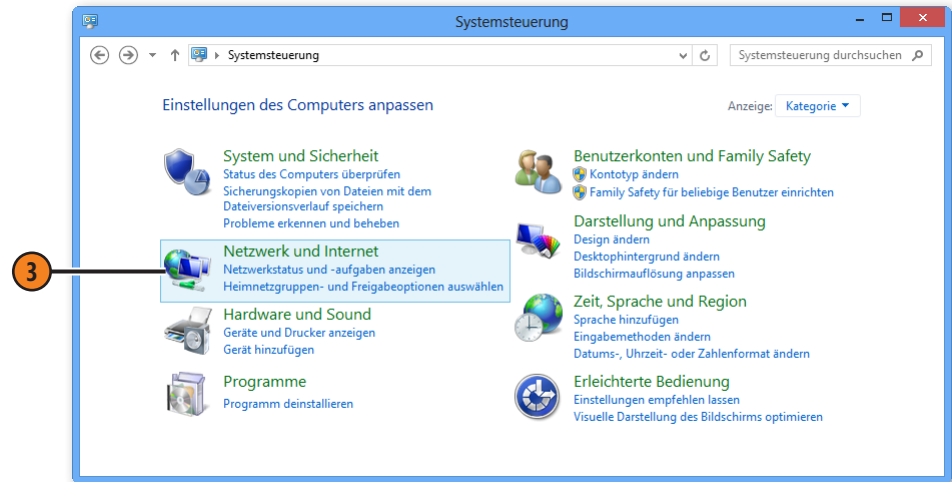 Systemsteuerung
Systemsteuerung
Systemsteuerung durchsuchen
Einstellungen des Computers anpassen
Anzeige: Kategorie
System und Sicherheit
Status des Computers überprüfen
Sicherungskopien von Dateien mit dem
Dateiversionsverlauf speichern
Probleme erkennen und beheben
3
Netzwerk und Internet
Netzwerkstatus und -aufgaben anzeigen
Heimnetzgruppen- und Freigabeoptionen auswählen
Hardware und Sound
Geräte und Drucker anzeigen
Gerät hinzufügen
Programme
Programm deinstallieren
Benutzerkonten und Family Safety
Kontotyp ändern
Family Safety für beliebige Benutzer einrichten
Darstellung und Anpassung
Design ändern
Desktophintergrund ändern
Bildschirmauflösung anpassen
Zeit, Sprache und Region
Sprache hinzufügen
Eingabemethoden ändern
Datums-, Uhrzeit- oder Zahlenformat ändern
Erleichterte Bedienung
Einstellungen empfehlen lassen
Visuelle Darstellung des Bildschirms optimieren